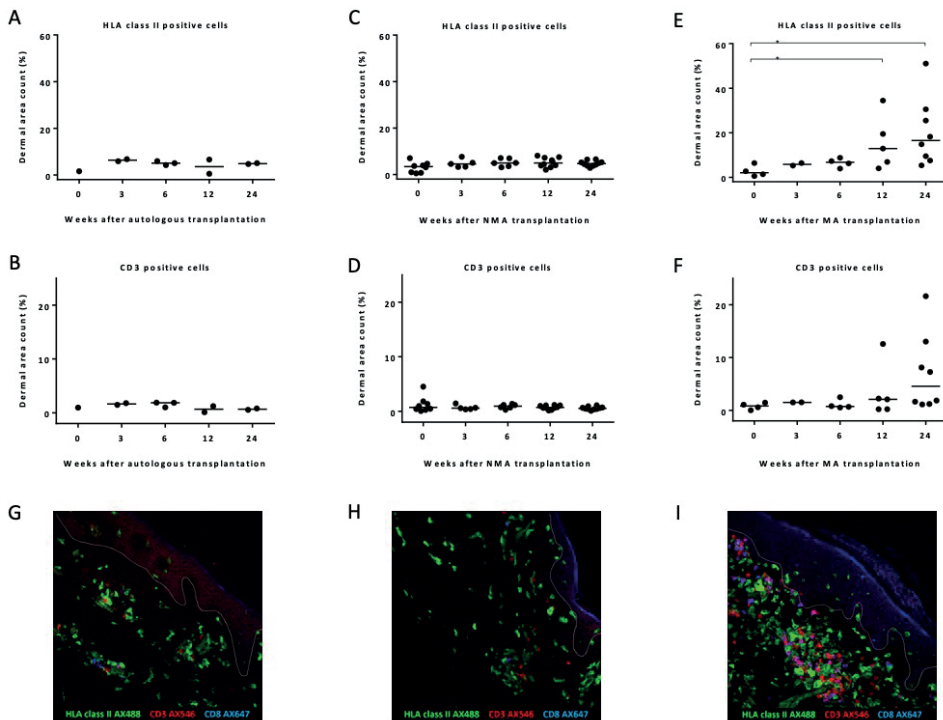 A
HLA class II positive cells
Dermal area count (%)
60
40
20
0
0 3 6 12 24
Weeks after autologous transplantation
B
CD3 positive cells
Dermal area count (%)
20
10
0
0 3 6 12 24
Weeks after autologous transplantation
C
HLA class II positive cells
Dermal area count (%)
60
40
20
0
0 3 6 12 24
Weeks after NMA transplantation
D
CD3 positive cells
Dermal area count (%)
20
10
0
0 3 6 12 24
Weeks after NMA transplantation
E
HLA class II positive cells
Dermal area count (%)
60
40
20
0
*
*
0 3 6 12 24
Weeks after MA transplantation
F
CD3 positive cells
Dermal area count (%)
20
10
0
0 3 6 12 24
Weeks after MA transplantation
G
HLA class II AX488 CD3 AX546 CD8 AX647
H
HLA class II AX488 CD3 AX546 CD8 AX647
I
HLA class II AX488 CD3 AX546 CD8 AX647